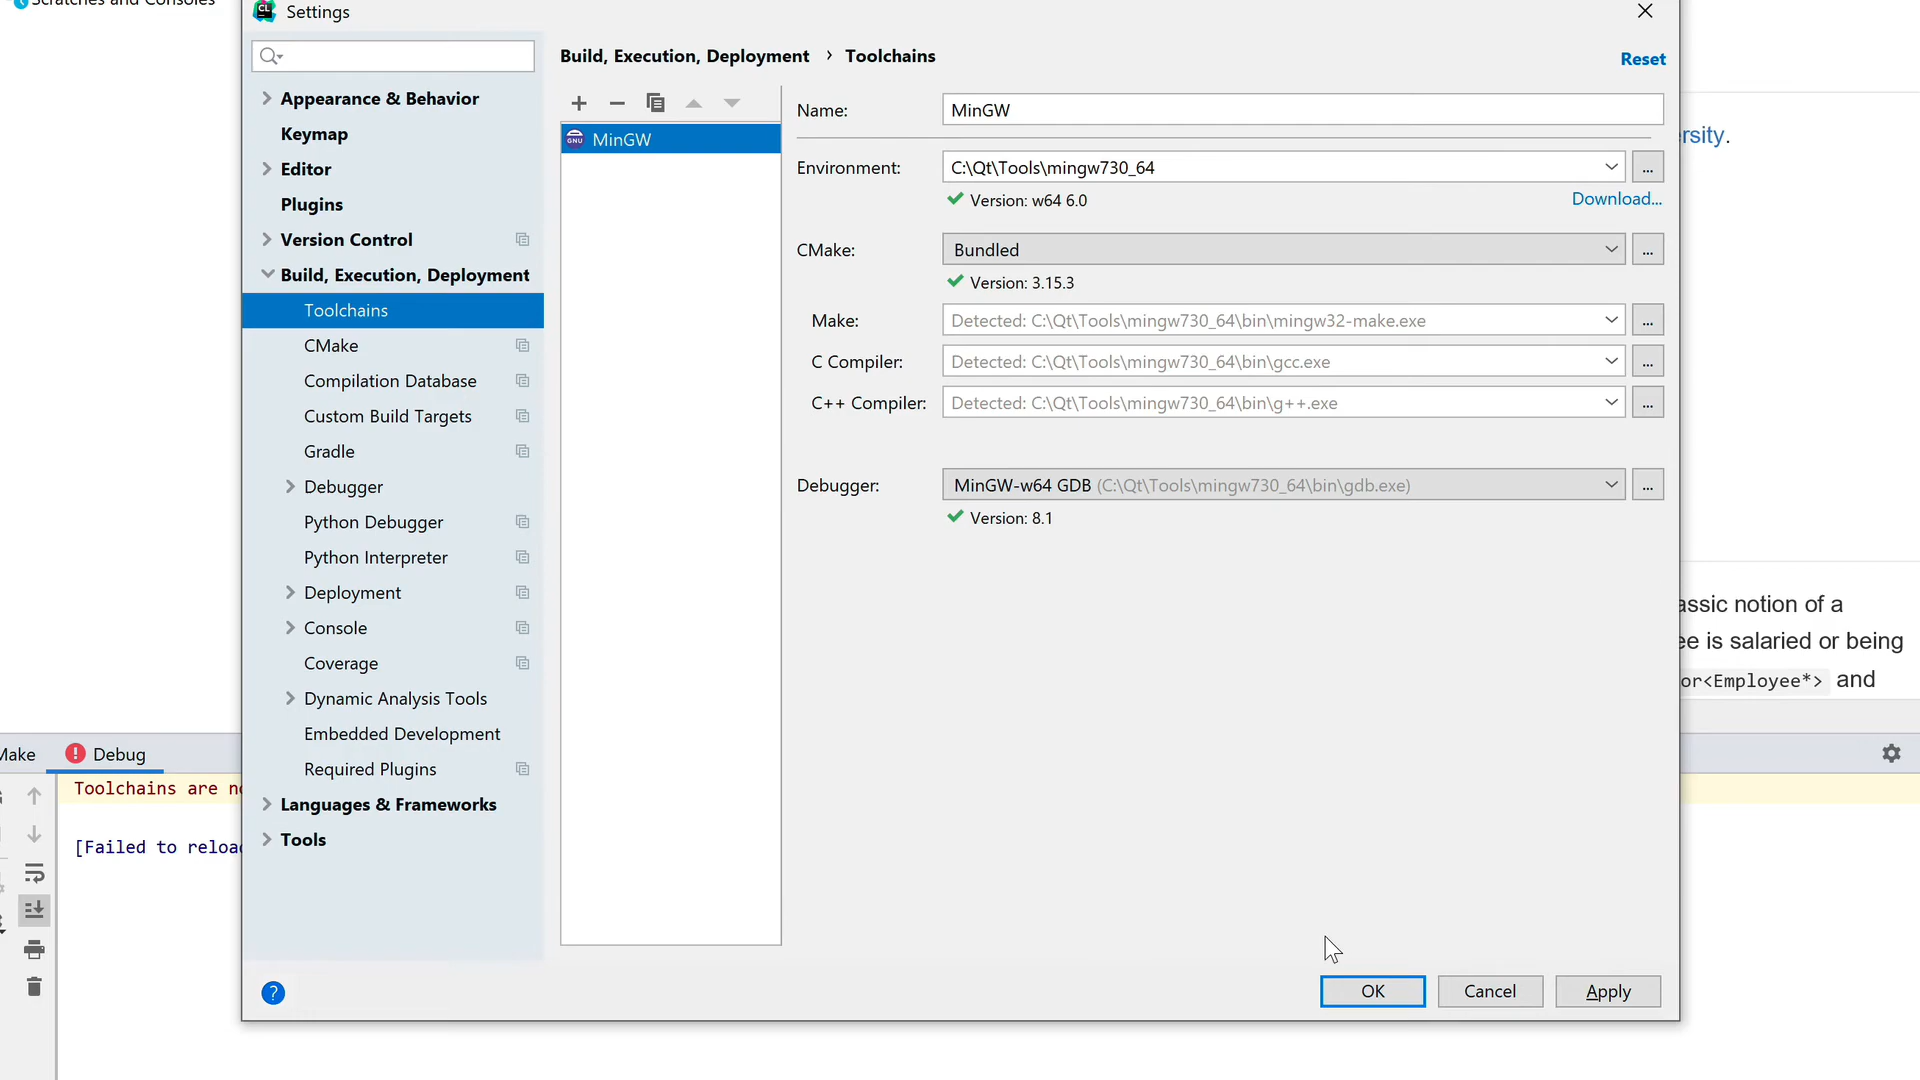 Scratches and Consoles
CL
Settings
Build, Execution, Deployment › Toolchains
Reset
Appearance & Behavior
Keymap
Editor
Plugins
Version Control
Build, Execution, Deployment
Toolchains
CMake
Compilation Database
Custom Build Targets
Gradle
Debugger
Python Debugger
Python Interpreter
Deployment
Console
Coverage
Dynamic Analysis Tools
Embedded Development
Required Plugins
Languages & Frameworks
Tools
GNU MinGW
Name: MinGW
Environment: C:\Qt\Tools\mingw730_64 ...
Version: w64 6.0 Download...
CMake: Bundled ...
Version: 3.15.3
Make: Detected: C:\Qt\Tools\mingw730_64\bin\mingw32-make.exe ...
C Compiler: Detected: C:\Qt\Tools\mingw730_64\bin\gcc.exe ...
C++ Compiler: Detected: C:\Qt\Tools\mingw730_64\bin\g++.exe ...
Debugger: MinGW-w64 GDB (C:\Qt\Tools\mingw730_64\bin\gdb.exe) ...
Version: 8.1
? OK Cancel Apply
rsity.
assic notion of a
ee is salaried or being
or<Employee*> and
Make ! Debug
Toolchains are no
[Failed to reload